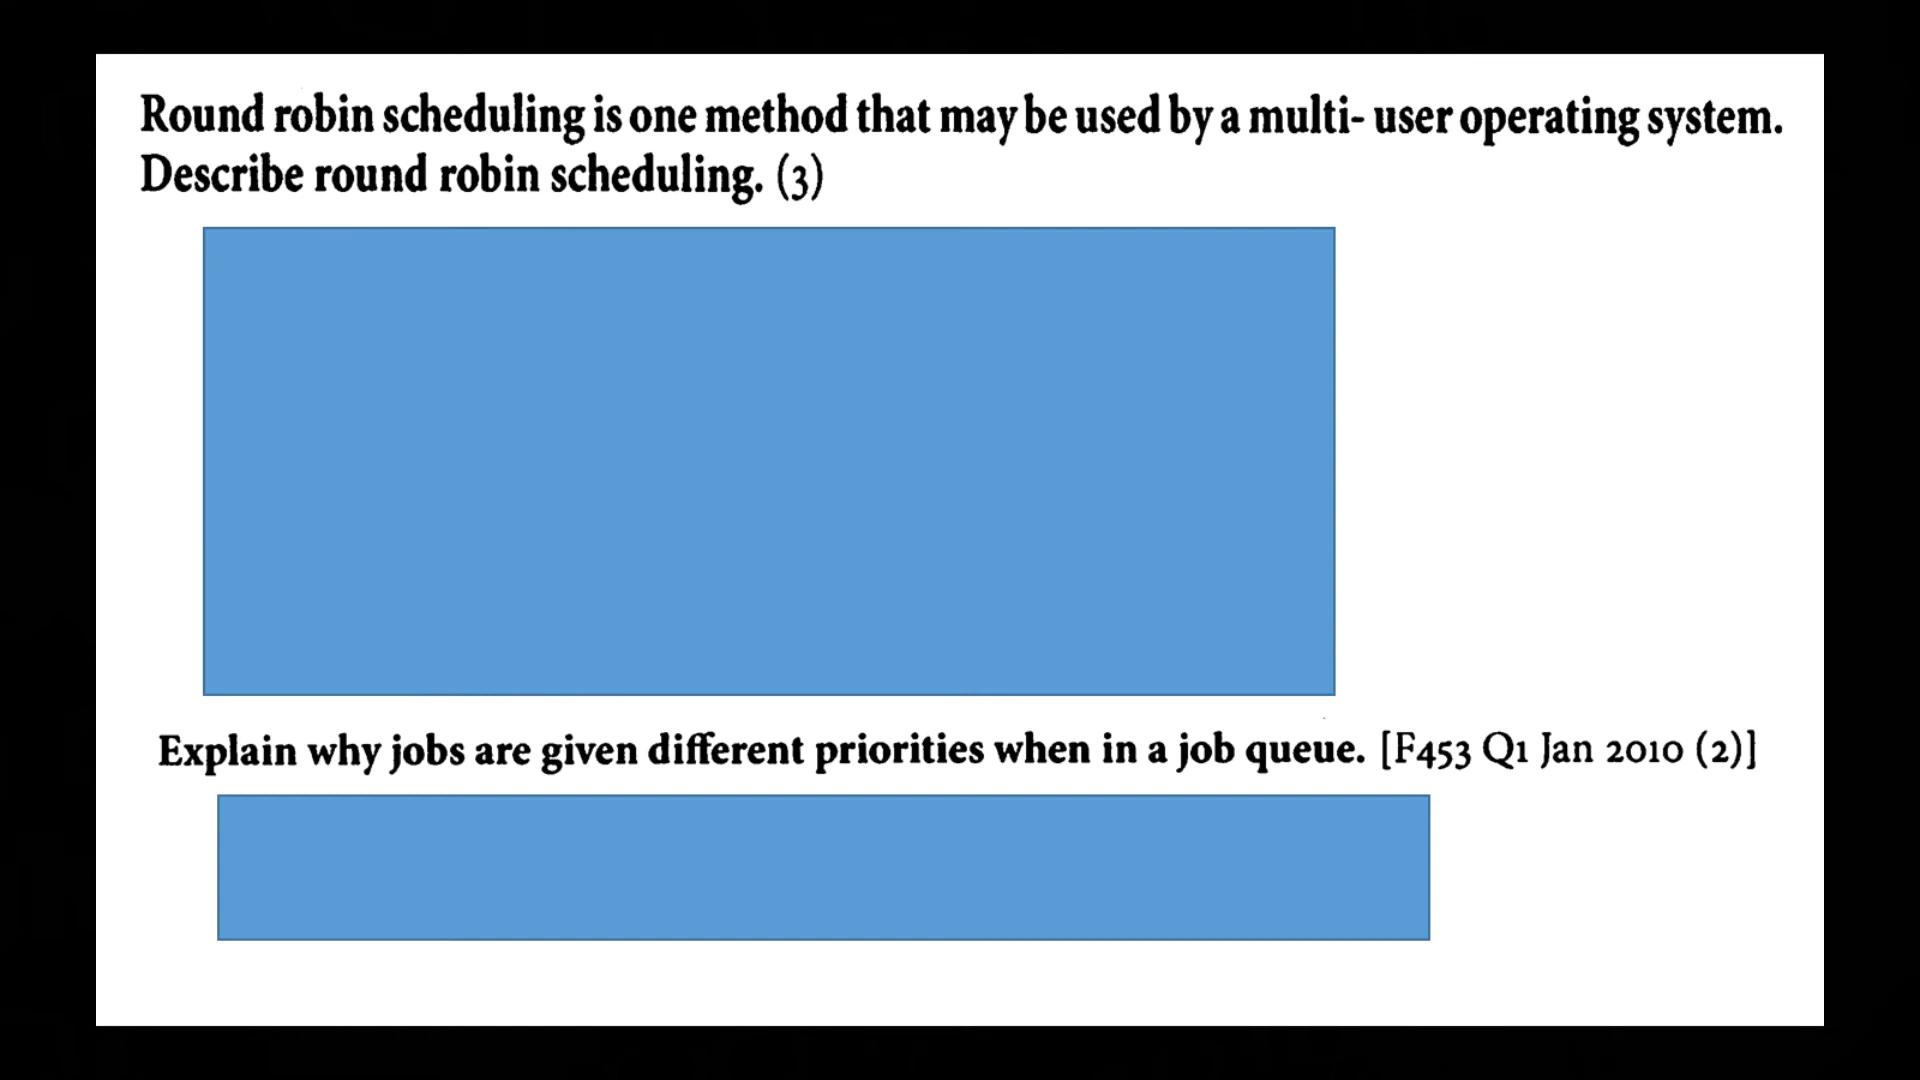 Round robin scheduling is one method that may be used by a multi- user operating system.
Describe round robin scheduling. (3)
Explain why jobs are given different priorities when in a job queue. [F453 Q1 Jan 2010 (2)]